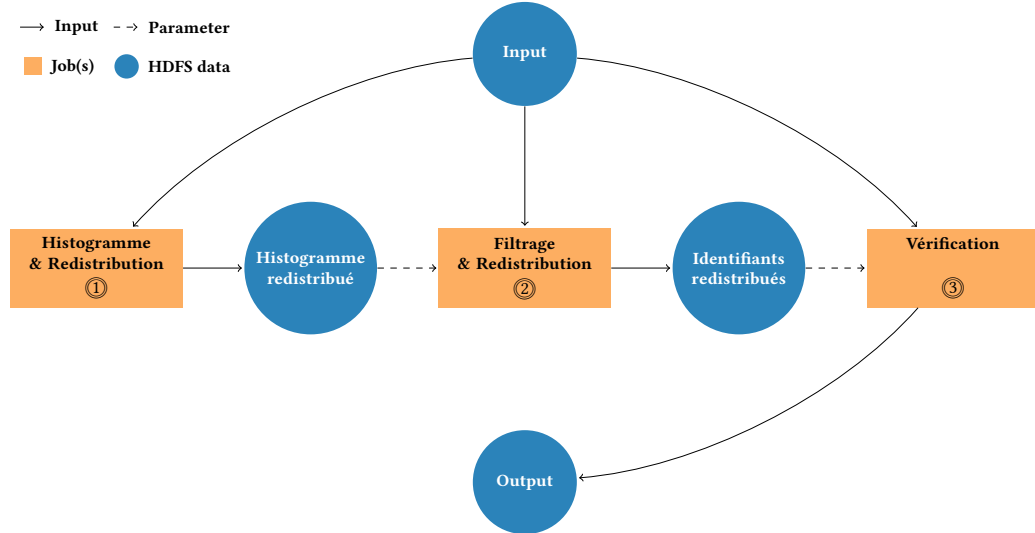 Input
Parameter
Job(s)
HDFS data
Input
Histogramme
& Redistribution
①
Histogramme
redistribué
Filtrage
& Redistribution
②
Identifiants
redistribués
Vérification
③
Output